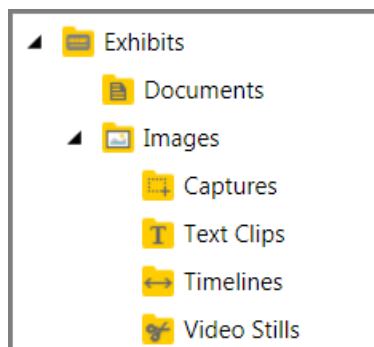 Exhibits
Documents
Images
Captures
Text Clips
Timelines
Video Stills